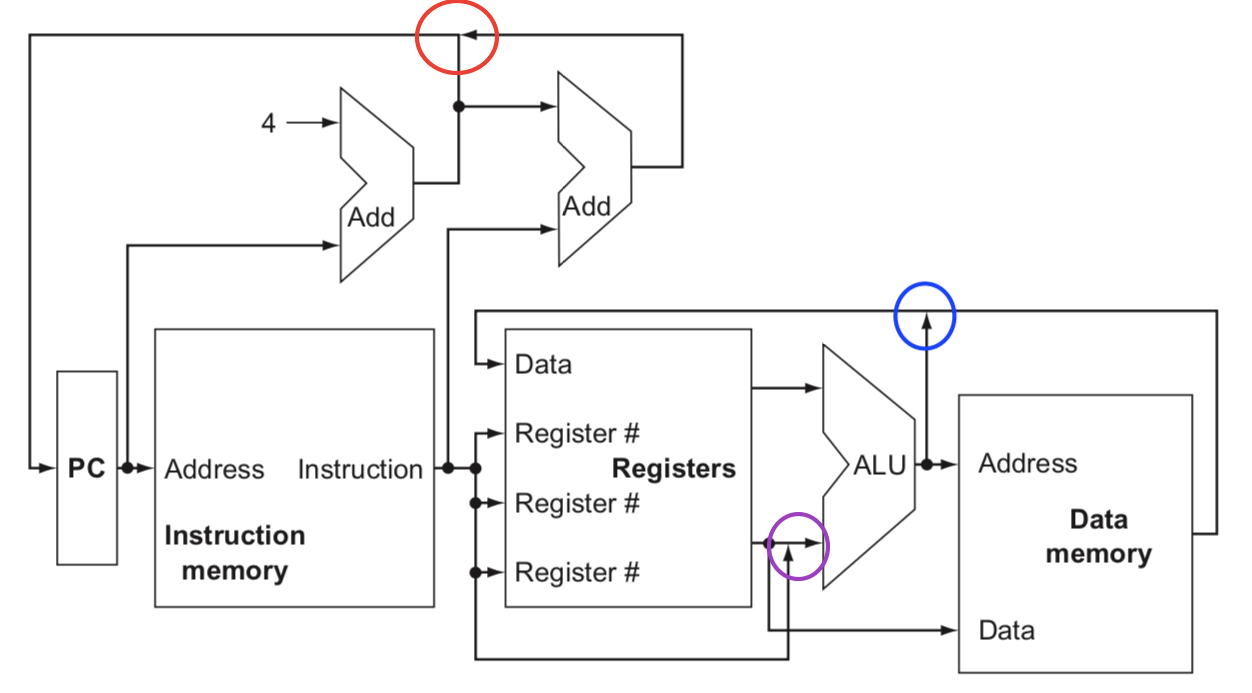 4
Add
Add
PC
Address
Instruction
Instruction
memory
Data
Register #
Registers
Register #
Register #
ALU
Address
Data
memory
Data